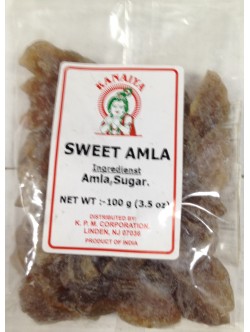 KANAIYA
SWEET AMLA
Ingredienst
Amla,Sugar.
NET WT :-100 g (3.5 oz)
DISTRIBUTED BY:
K. P. M. CORPORATION.
LINDEN, NJ 07036
PRODUCT OF INDIA